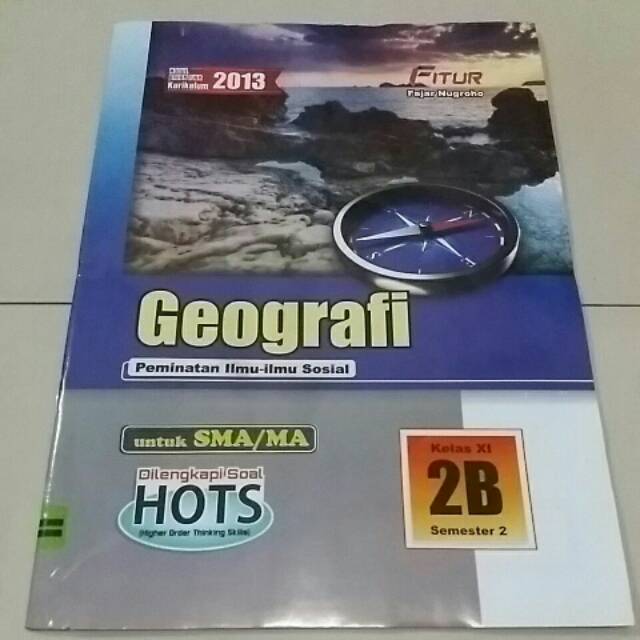 Kurikulum 2013
FITUR
Fajar Nugroho
Geografi
Peminatan Ilmu-ilmu Sosial
untuk SMA/MA
Dilengkapi Soal
HOTS
(Higher Order Thinking Skills)
Kelas XI
2B
Semester 2